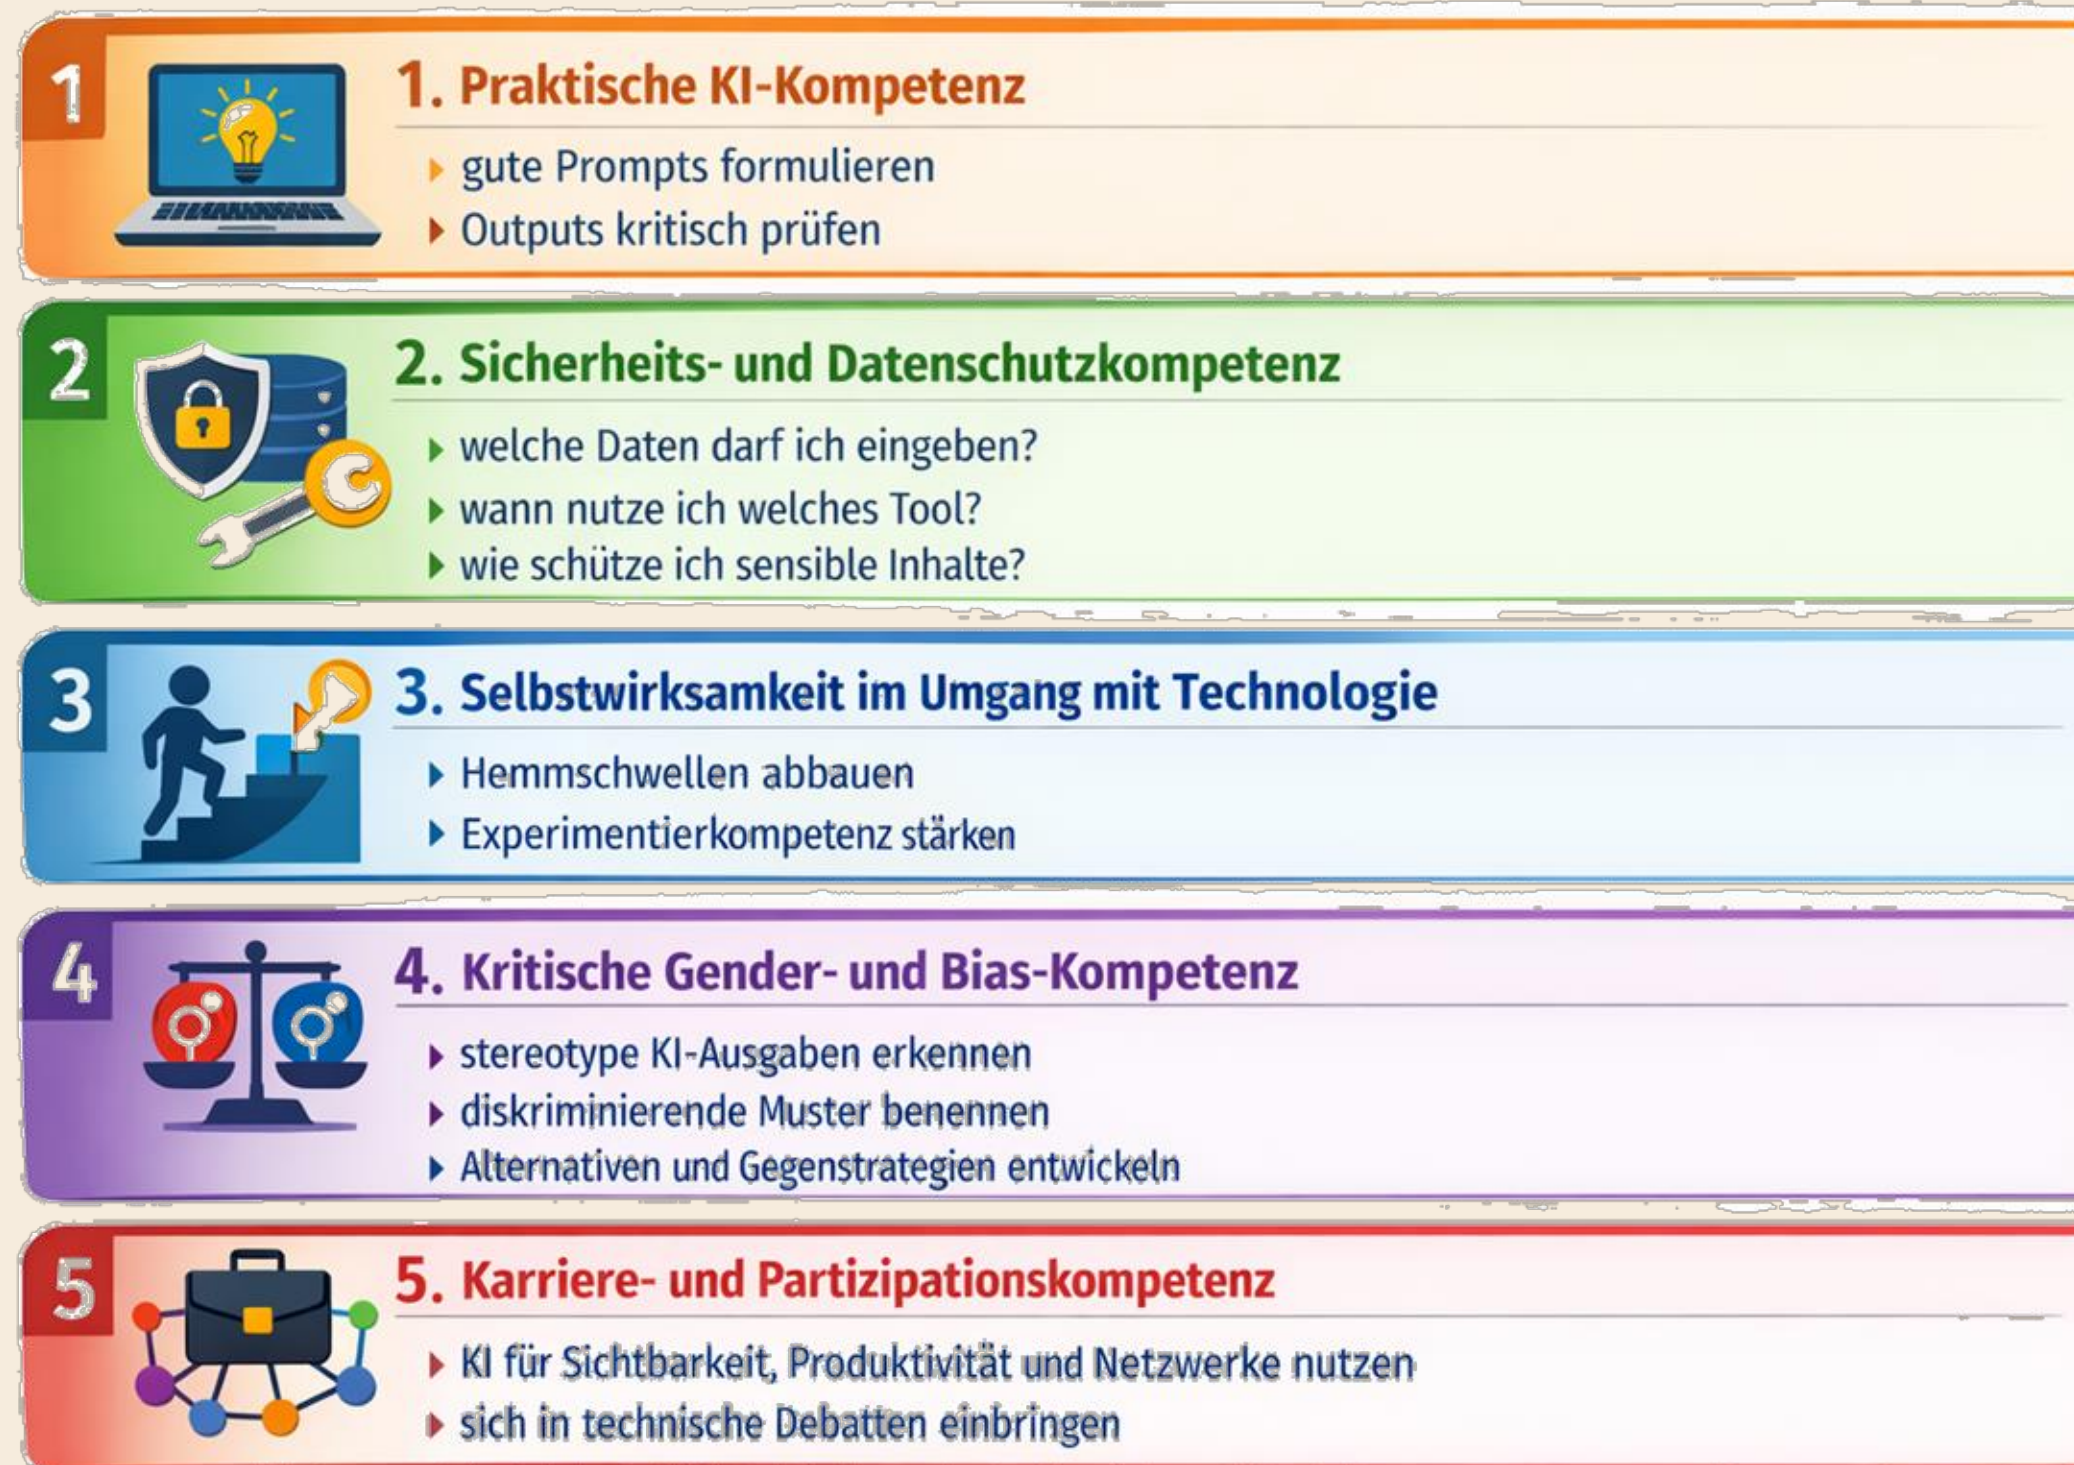 1
1. Praktische KI-Kompetenz
gute Prompts formulieren
Outputs kritisch prüfen
2
2. Sicherheits- und Datenschutzkompetenz
welche Daten darf ich eingeben?
wann nutze ich welches Tool?
wie schütze ich sensible Inhalte?
3
3. Selbstwirksamkeit im Umgang mit Technologie
Hemmschwellen abbauen
Experimentierkompetenz stärken
4
4. Kritische Gender- und Bias-Kompetenz
stereotype KI-Ausgaben erkennen
diskriminierende Muster benennen
Alternativen und Gegenstrategien entwickeln
5
5. Karriere- und Partizipationskompetenz
KI für Sichtbarkeit, Produktivität und Netzwerke nutzen
sich in technische Debatten einbringen